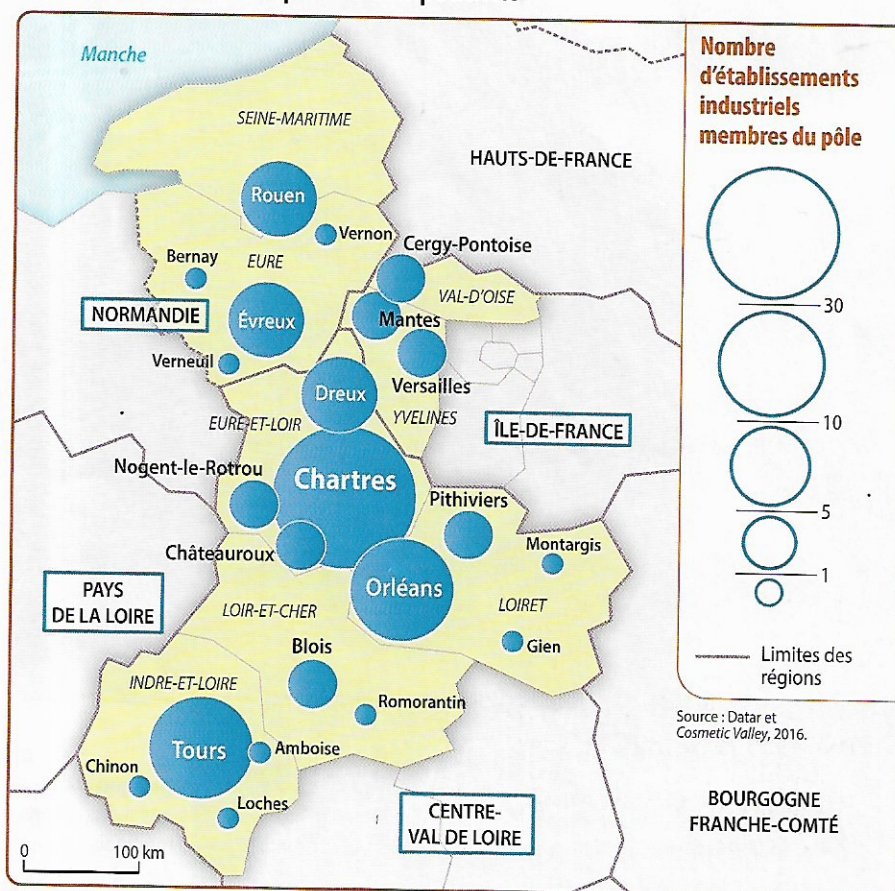 Manche
SEINE-MARITIME
HAUTS-DE-FRANCE
Rouen
Vernon
Cergy-Pontoise
Bernay
EURE
VAL-D'OISE
NORMANDIE
Évreux
Mantes
Verneuil
Versailles
Dreux
EURE-ET-LOIR
YVELINES
ÎLE-DE-FRANCE
Nogent-le-Rotrou
Chartres
Pithiviers
Châteauroux
Montargis
Orléans
PAYS
DE LA LOIRE
LOIR-ET-CHER
LOIRET
Blois
Gien
INDRE-ET-LOIRE
Romorantin
Tours
Amboise
Chinon
Loches
CENTRE-
VAL DE LOIRE
BOURGOGNE
FRANCHE-COMTÉ
0 100 km
Nombre
d'établissements
industriels
membres du pôle
30
10
5
1
Limites des
régions
Source : Datar et
Cosmetic Valley, 2016.